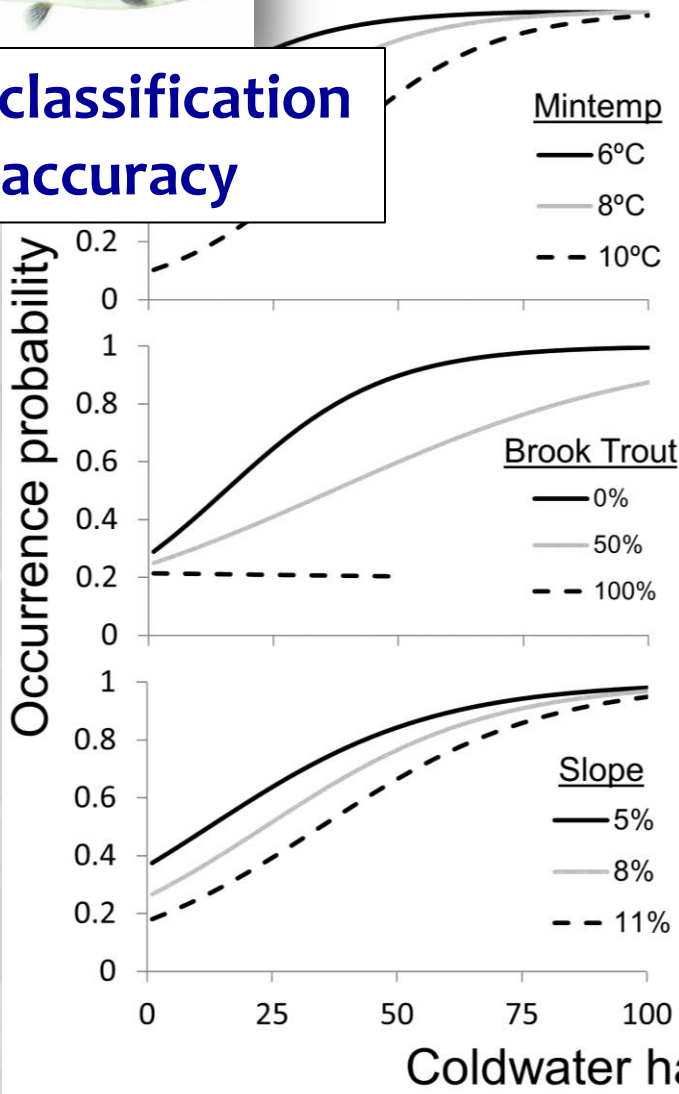 classification
accuracy
Mintemp
6ºC
8ºC
10ºC
0.2
0
Occurrence probability
1
0.8
0.6
0.4
0.2
0
Brook Trout
0%
50%
100%
1
0.8
0.6
0.4
0.2
0
Slope
5%
8%
11%
0 25 50 75 100
Coldwater ha